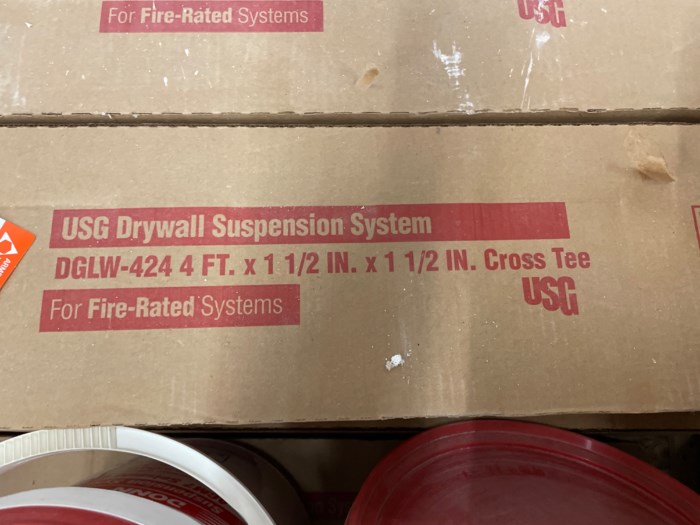 For Fire-Rated Systems
USG
USG Drywall Suspension System
DGLW-424 4 FT. x 1 1/2 IN. x 1 1/2 IN. Cross Tee
For Fire-Rated Systems
USG